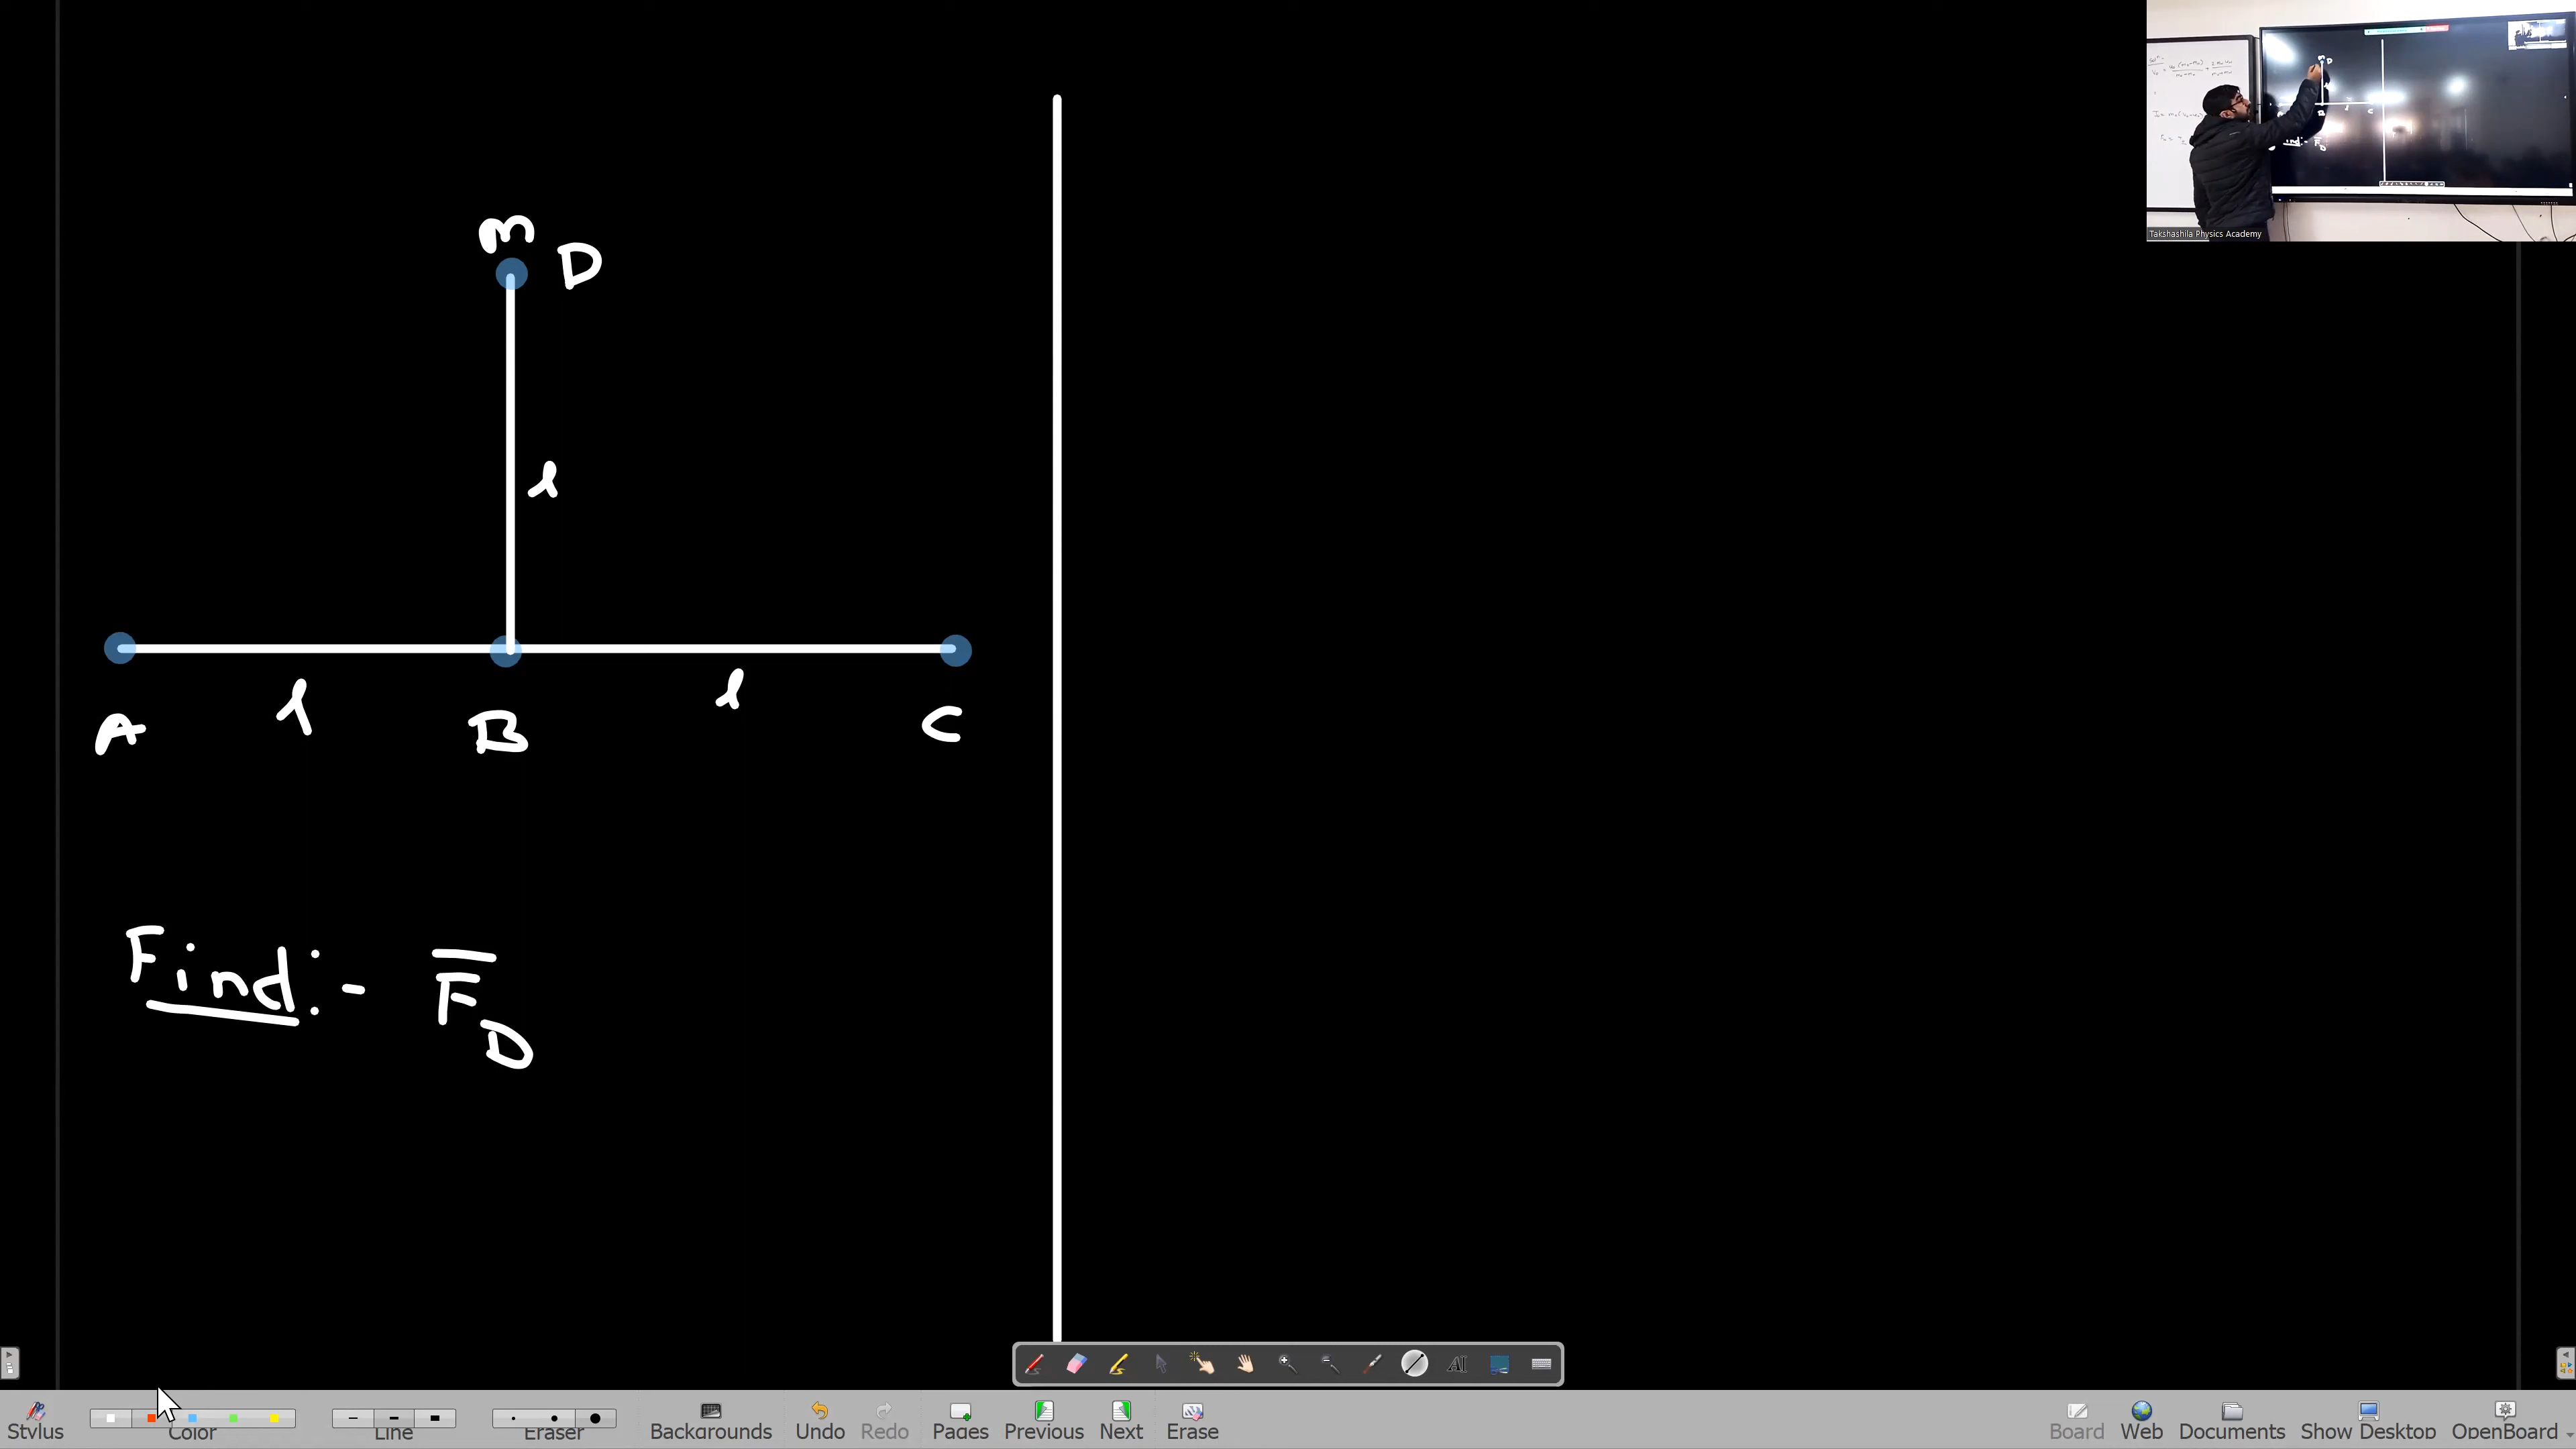 m
D
l
l
l
A
B
C
Find:- F̅_D
Takshashila Physics Academy
Stylus
Color
Line
Eraser
Backgrounds
Undo
Redo
Pages
Previous
Next
Erase
Board
Web
Documents
Show Desktop
OpenBoard